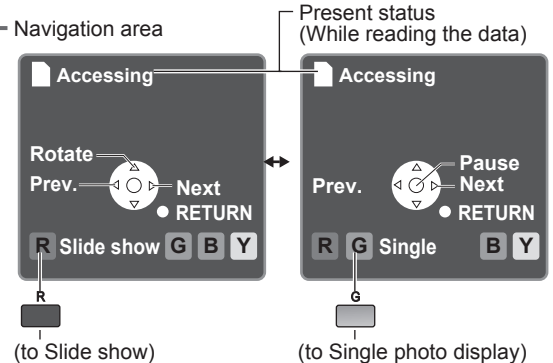 Navigation area
Present status
(While reading the data)
Accessing
Rotate
Prev.
Next
RETURN
R Slide show G B Y
R
(to Slide show)
Accessing
Pause
Prev.
Next
RETURN
R G Single B Y
G
(to Single photo display)